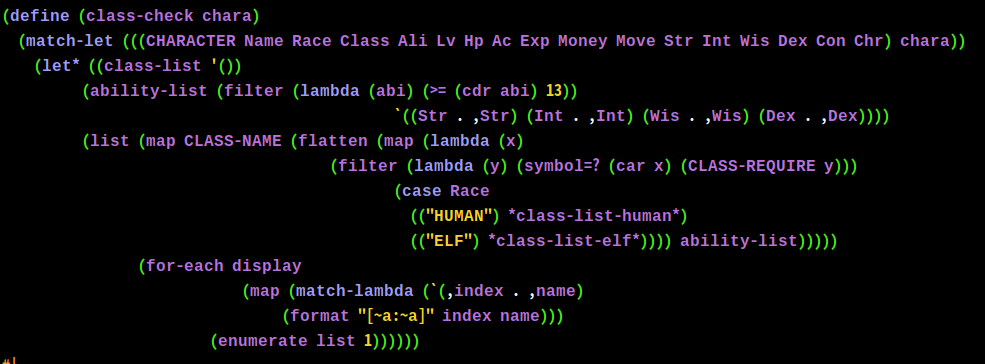 (define (class-check chara)
(match-let (((CHARACTER Name Race Class Ali Lv Hp Ac Exp Money Move Str Int Wis Dex Con Chr) chara))
(let* ((class-list '())
(ability-list (filter (lambda (abi) (>= (cdr abi) 13))
`((Str . ,Str) (Int . ,Int) (Wis . ,Wis) (Dex . ,Dex))))
(list (map CLASS-NAME (flatten (map (lambda (x)
(filter (lambda (y) (symbol=? (car x) (CLASS-REQUIRE y)))
(case Race
(("HUMAN") *class-list-human*)
(("ELF") *class-list-elf*)))) ability-list)))))
(for-each display
(map (match-lambda (`(,index . ,name)
(format "[~a:~a]" index name)))
(enumerate list 1))))))
#|